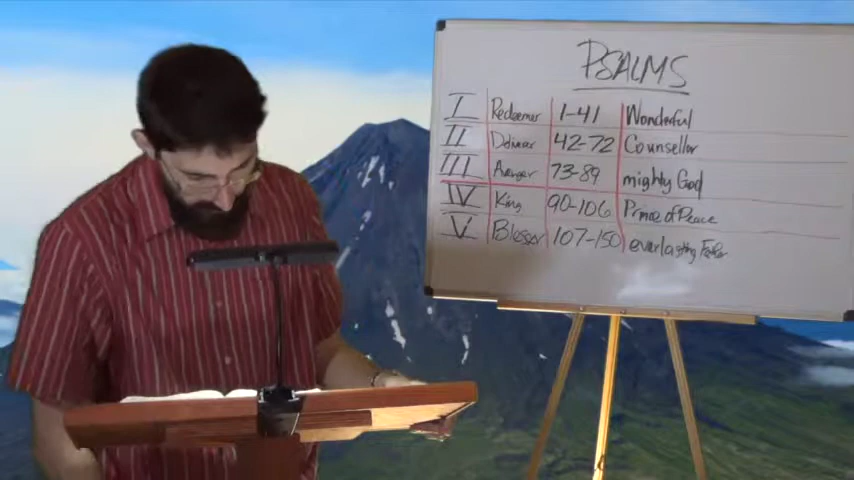 PSALMS
I Redeemer 1-41 Wonderful
II Deliverer 42-72 Counsellor
III Avenger 73-89 mighty God
IV King 90-106 Prince of Peace
V Blesser 107-150 everlasting Father